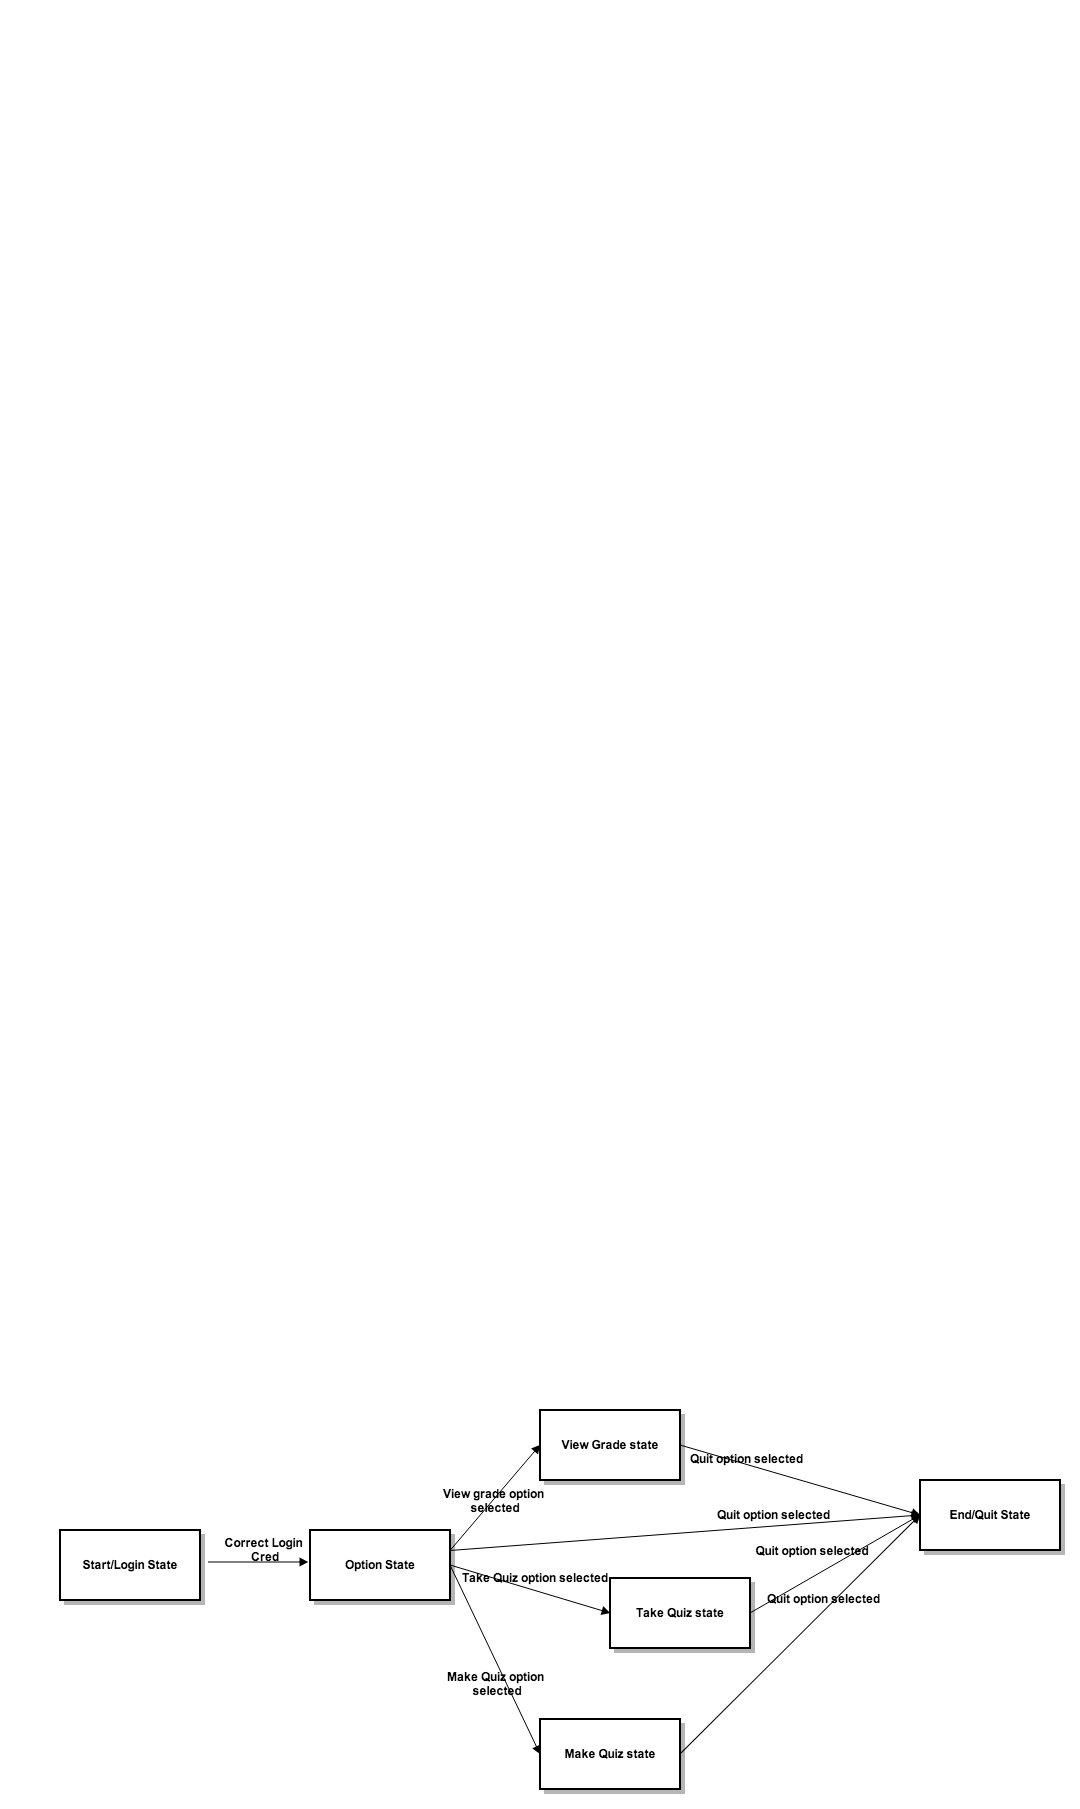 View Grade state
Quit option selected
View grade option
selected
Quit option selected
End/Quit State
Correct Login
Cred
Start/Login State
Option State
Quit option selected
Take Quiz option selected
Quit option selected
Take Quiz state
Make Quiz option
selected
Make Quiz state